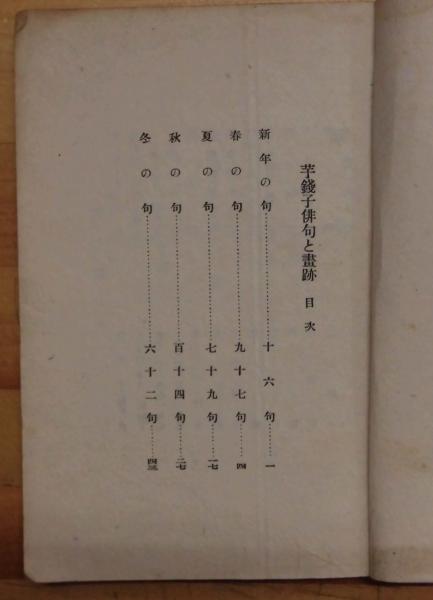 芋錢子俳句と畫跡 目次
新年の句………十六句……一
春の句………九十七句……四
夏の句………七十九句……一七
秋の句………百十四句……二七
冬の句………六十二句……四三